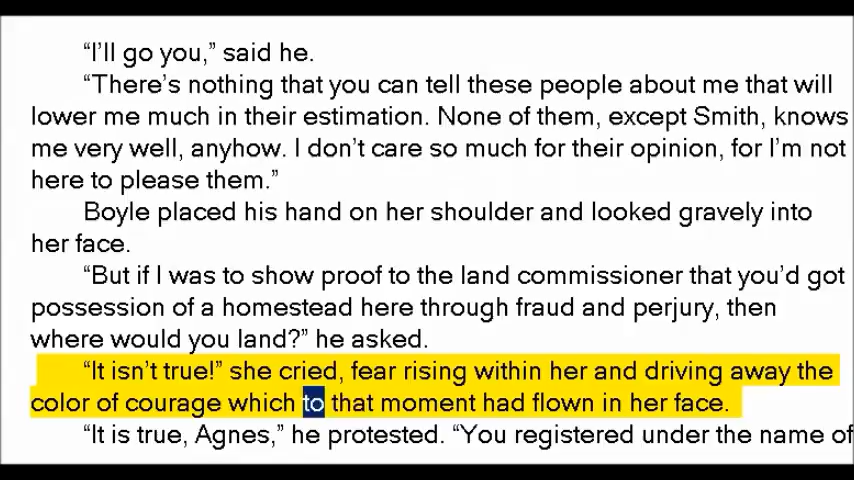 “I’ll go you,” said he.
“There’s nothing that you can tell these people about me that will
lower me much in their estimation. None of them, except Smith, knows
me very well, anyhow. I don’t care so much for their opinion, for I’m not
here to please them.”
Boyle placed his hand on her shoulder and looked gravely into
her face.
“But if I was to show proof to the land commissioner that you’d got
possession of a homestead here through fraud and perjury, then
where would you land?” he asked.
“It isn’t true!” she cried, fear rising within her and driving away the
color of courage which to that moment had flown in her face.
“It is true, Agnes,” he protested. “You registered under the name of